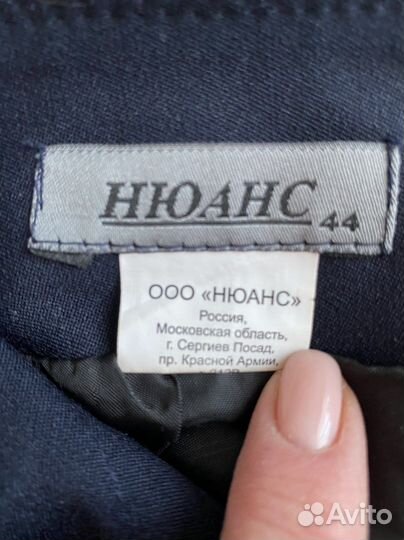 НЮАНС 44
ООО «НЮАНС»
Россия,
Московская область,
г. Сергиев Посад,
пр. Красной Армии,
Avito